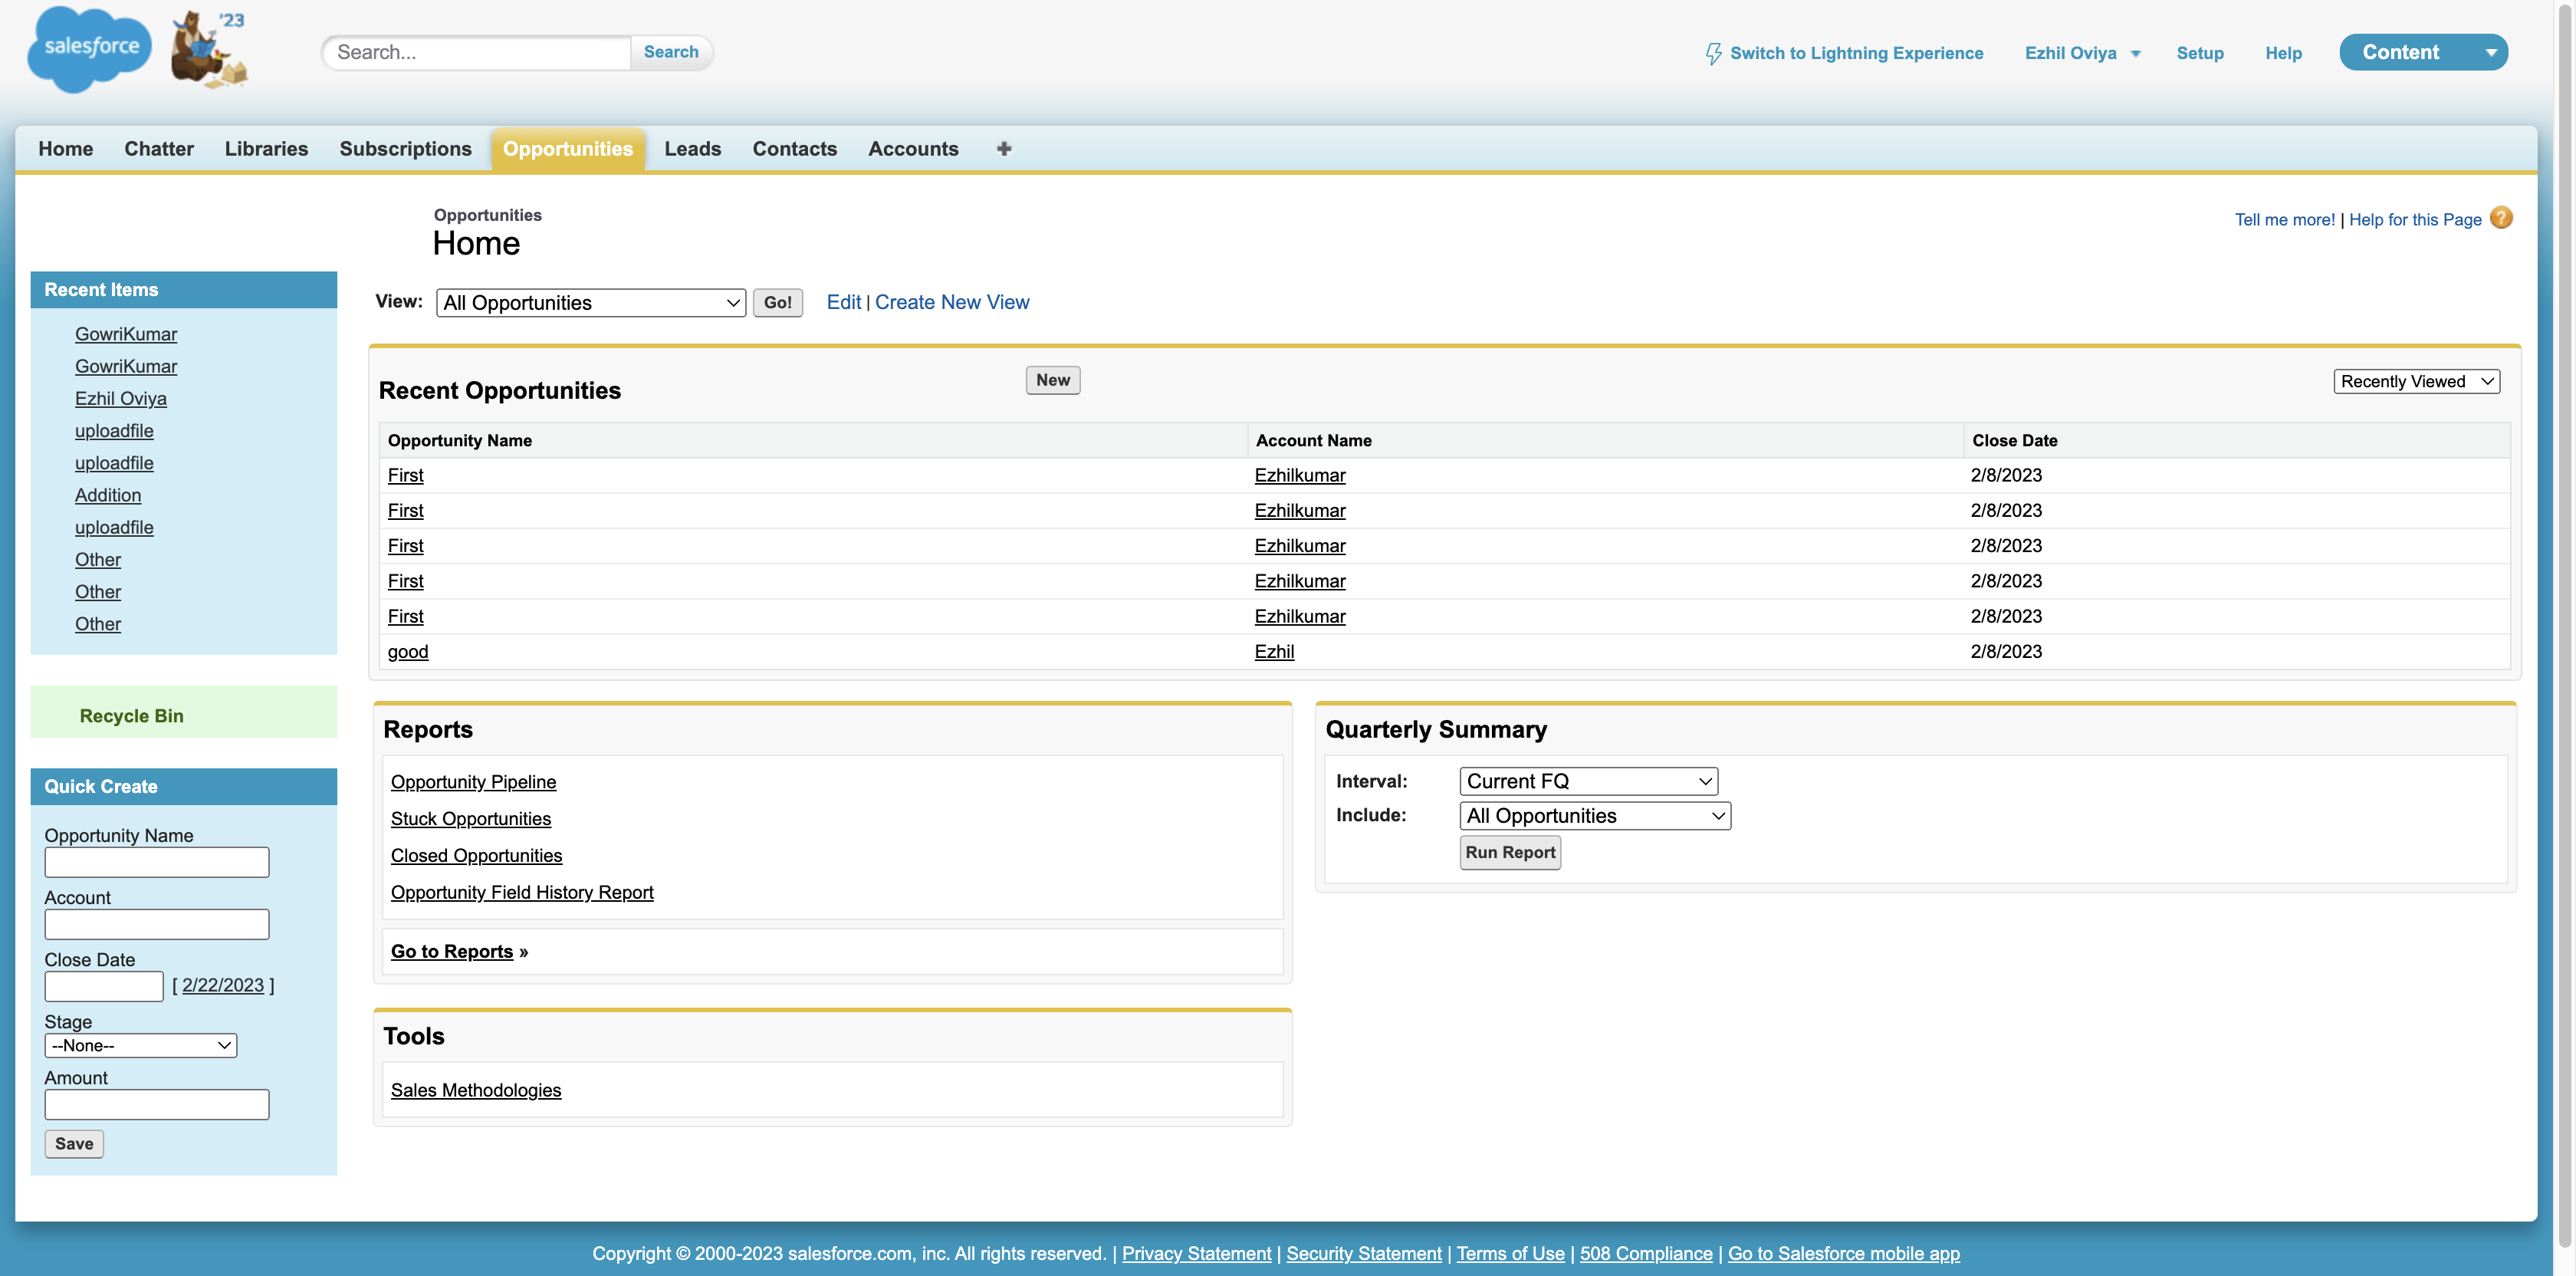 salesforce
'23
Search...
Search
Switch to Lightning Experience
Ezhil Oviya
Setup
Help
Content
Home
Chatter
Libraries
Subscriptions
Opportunities
Leads
Contacts
Accounts
+
Opportunities
Home
Tell me more! | Help for this Page ?
Recent Items
GowriKumar
GowriKumar
Ezhil Oviya
uploadfile
uploadfile
Addition
uploadfile
Other
Other
Other
Recycle Bin
Quick Create
Opportunity Name
Account
Close Date
[ 2/22/2023 ]
Stage
--None--
Amount
Save
View: All Opportunities Go! Edit | Create New View
Recent Opportunities New Recently Viewed
Opportunity Name Account Name Close Date
First Ezhilkumar 2/8/2023
First Ezhilkumar 2/8/2023
First Ezhilkumar 2/8/2023
First Ezhilkumar 2/8/2023
First Ezhilkumar 2/8/2023
good Ezhil 2/8/2023
Reports
Opportunity Pipeline
Stuck Opportunities
Closed Opportunities
Opportunity Field History Report
Go to Reports »
Quarterly Summary
Interval: Current FQ
Include: All Opportunities
Run Report
Tools
Sales Methodologies
Copyright © 2000-2023 salesforce.com, inc. All rights reserved. | Privacy Statement | Security Statement | Terms of Use | 508 Compliance | Go to Salesforce mobile app